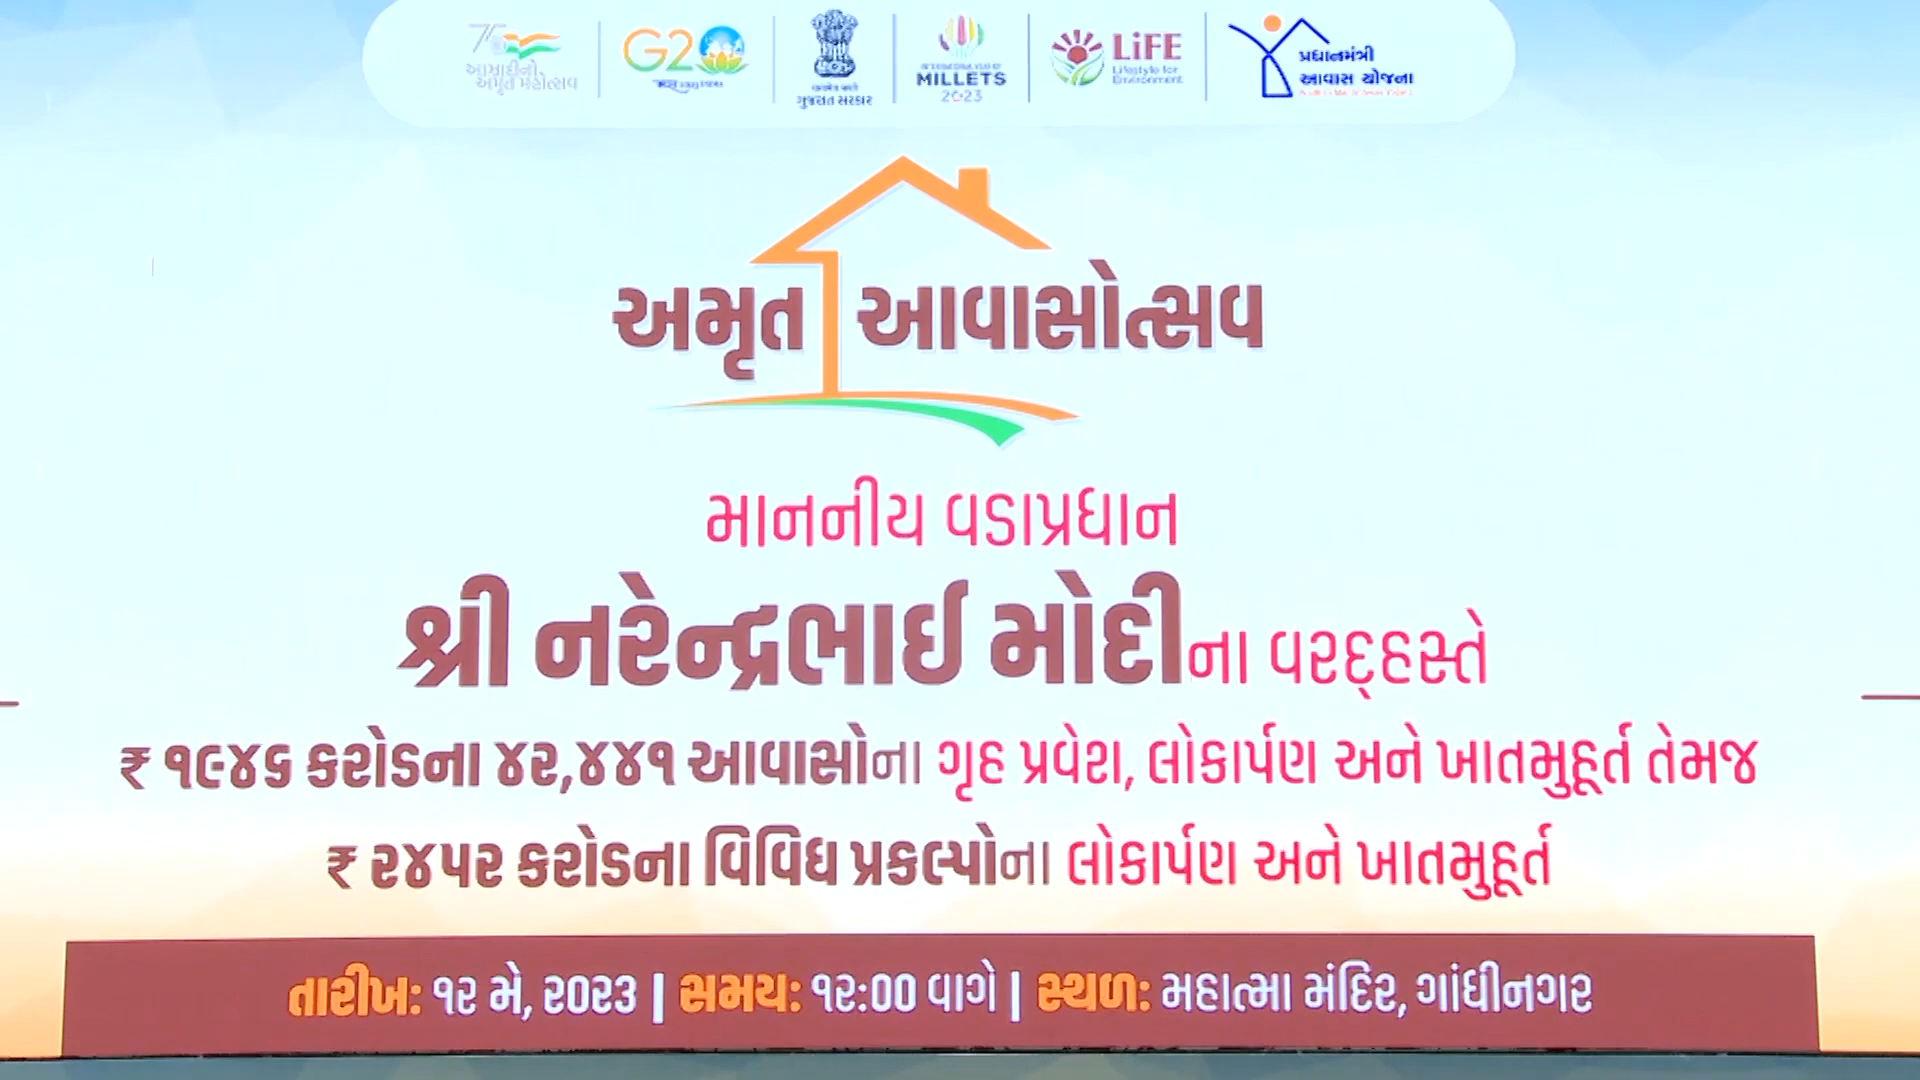 75
આઝાદીનો
અમૃત મહોત્સવ
G20
ગુજરાત સરકાર
MILLETS
2023
LiFE
Lifestyle for
Environment
પ્રધાનમંત્રી
આવાસ યોજના
અમૃત આવાસોત્સવ
માનનીય વડાપ્રધાન
શ્રી નરેન્દ્રભાઈ મોદીના વરદ્હસ્તે
₹ ૧૯૪૬ કરોડના ૪૨,૪૪૧ આવાસોના ગૃહ પ્રવેશ, લોકાર્પણ અને ખાતમુહૂર્ત તેમજ
₹ ૨૪૫૨ કરોડના વિવિધ પ્રકલ્પોના લોકાર્પણ અને ખાતમુહૂર્ત
તારીખ: ૧૨ મે, ૨૦૨૩ | સમય: ૧૨:૦૦ વાગે | સ્થળ: મહાત્મા મંદિર, ગાંધીનગર